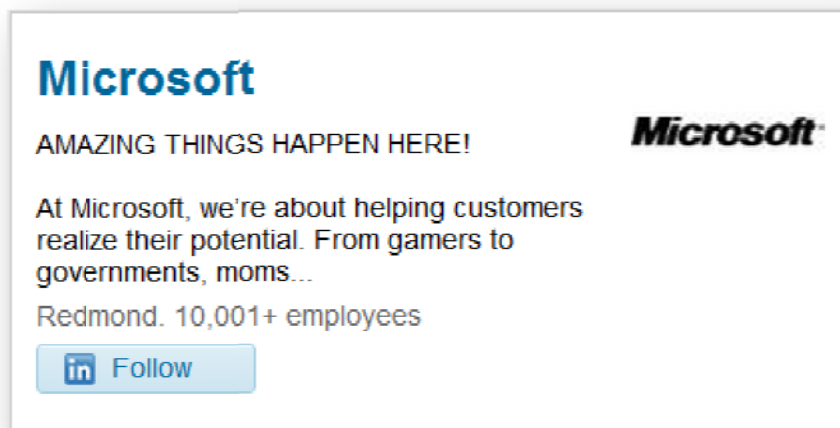 Microsoft
AMAZING THINGS HAPPEN HERE!
Microsoft
At Microsoft, we're about helping customers
realize their potential. From gamers to
governments, moms...
Redmond. 10,001+ employees
in Follow